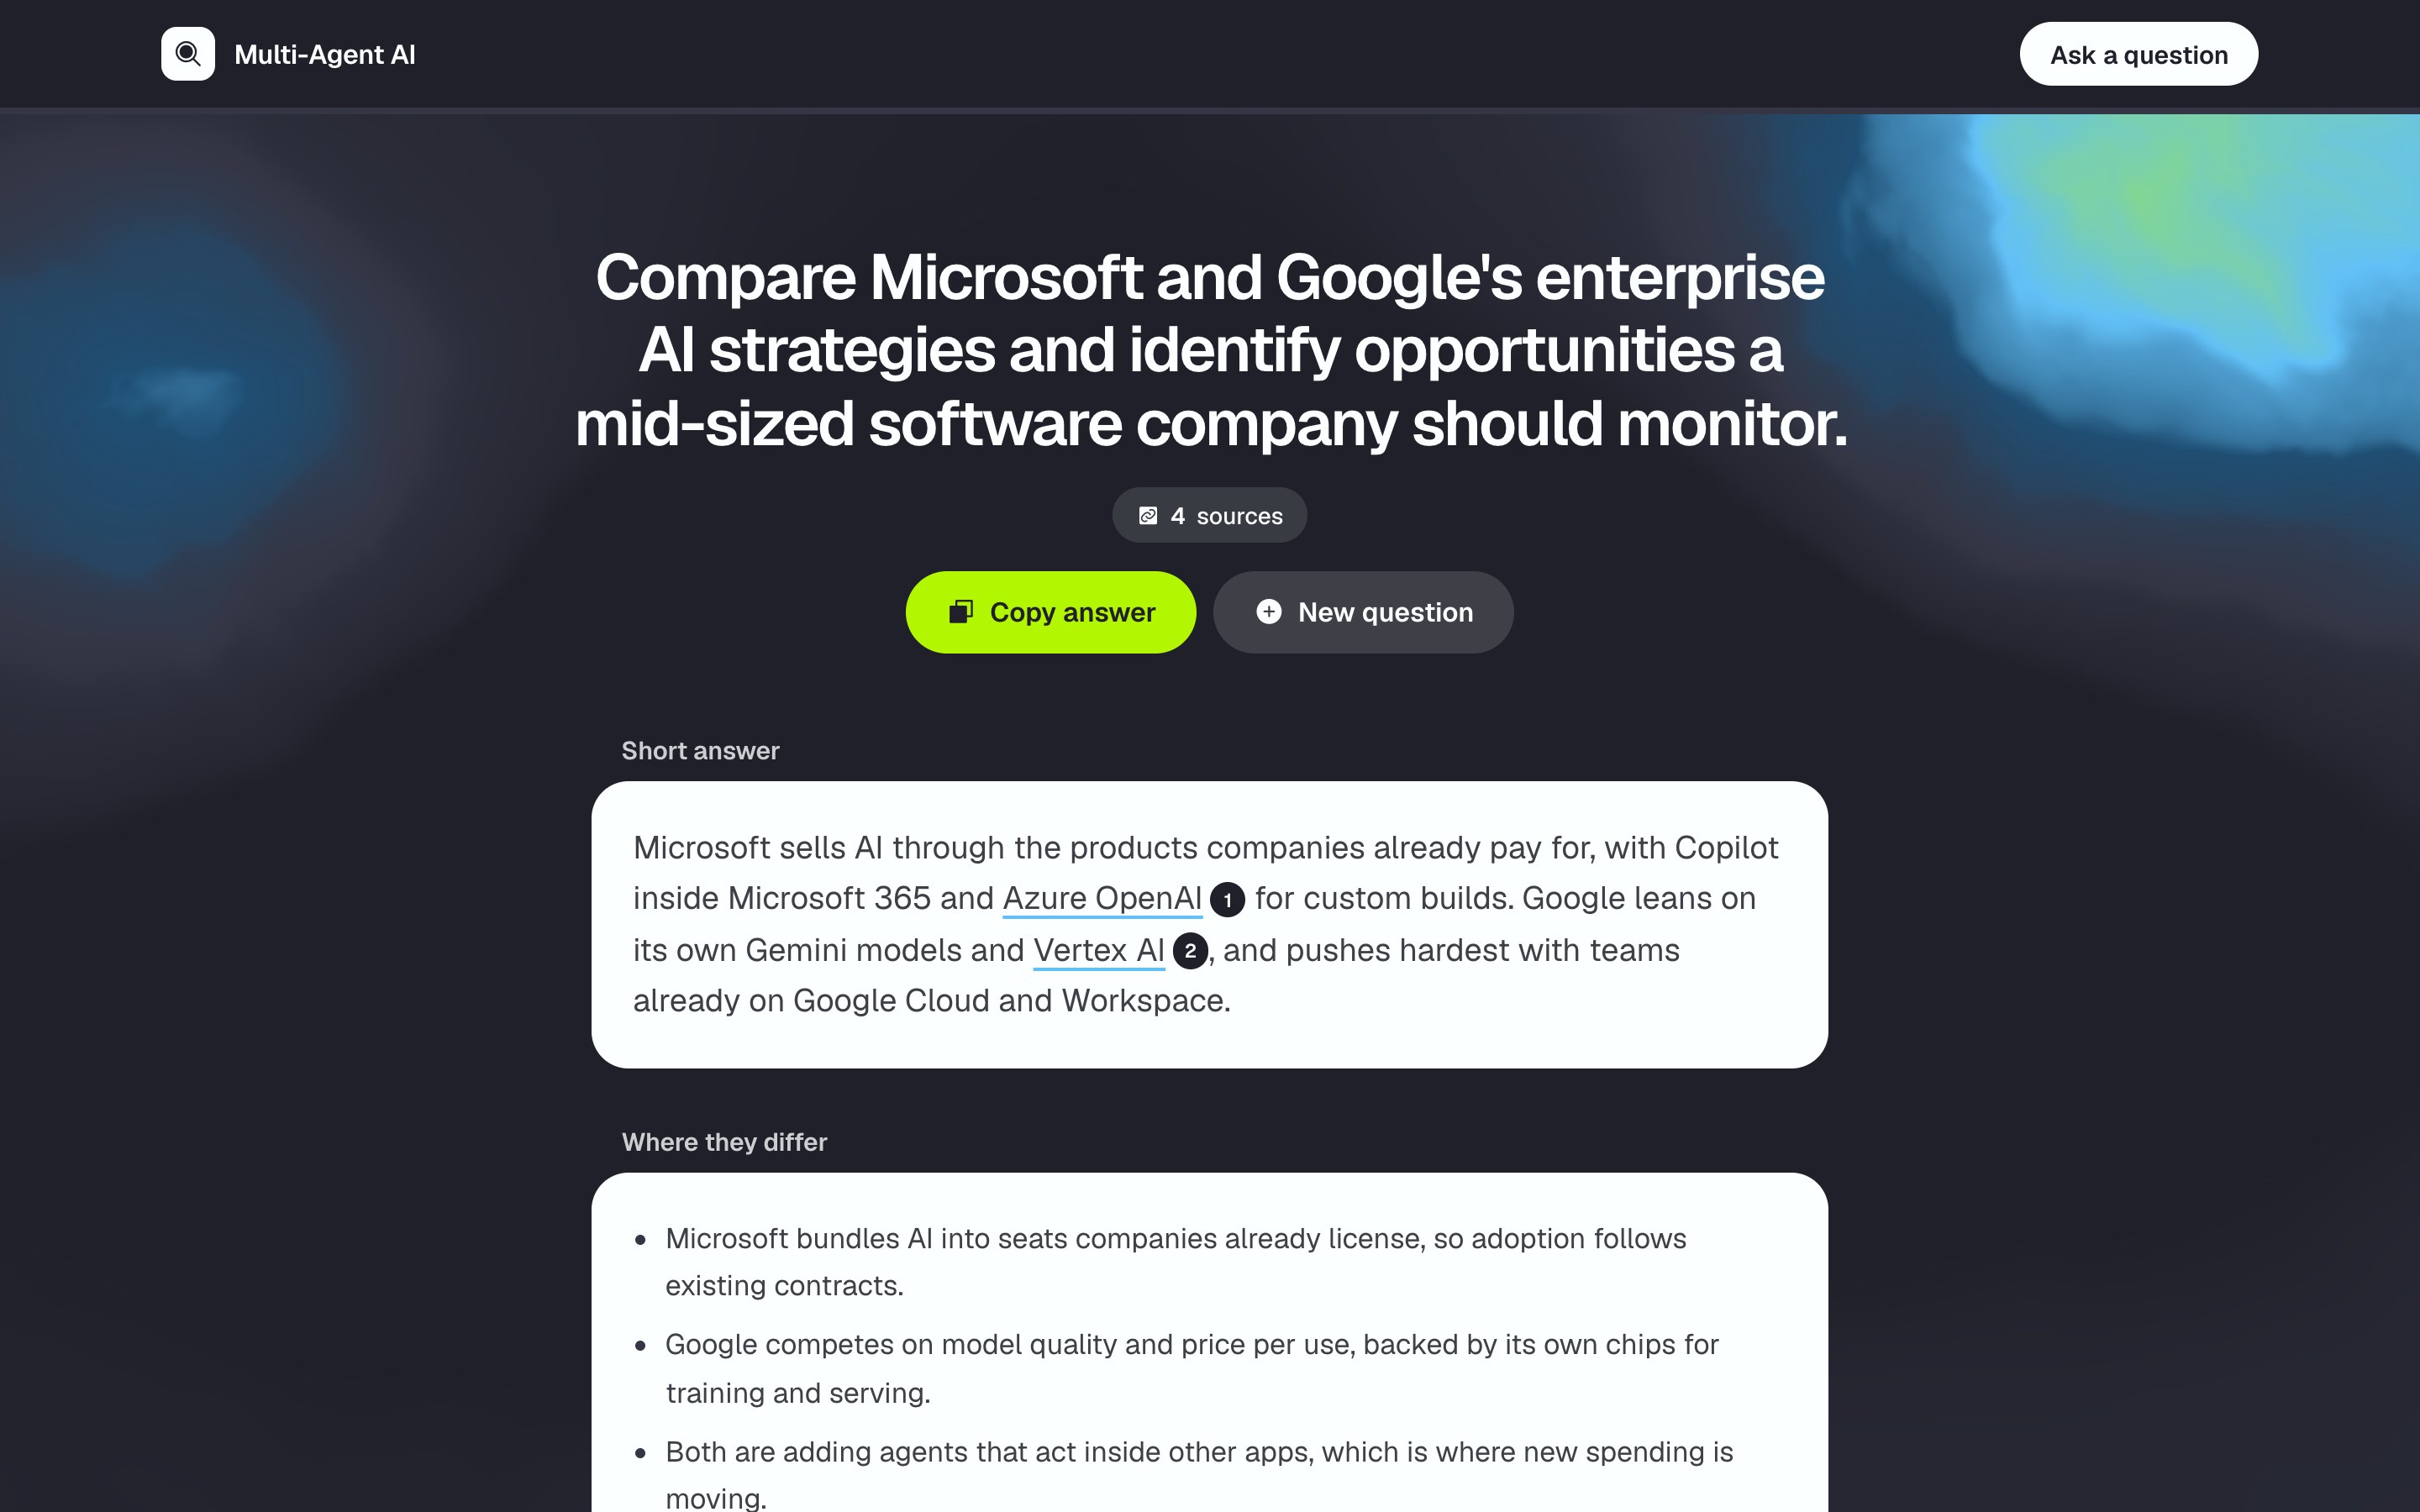 Multi-Agent AI
Ask a question
Compare Microsoft and Google's enterprise
AI strategies and identify opportunities a
mid-sized software company should monitor.
4 sources
Copy answer
New question
Short answer
Microsoft sells AI through the products companies already pay for, with Copilot
inside Microsoft 365 and Azure OpenAI 1 for custom builds. Google leans on
its own Gemini models and Vertex AI 2, and pushes hardest with teams
already on Google Cloud and Workspace.
Where they differ
• Microsoft bundles AI into seats companies already license, so adoption follows
existing contracts.
• Google competes on model quality and price per use, backed by its own chips for
training and serving.
• Both are adding agents that act inside other apps, which is where new spending is
moving.